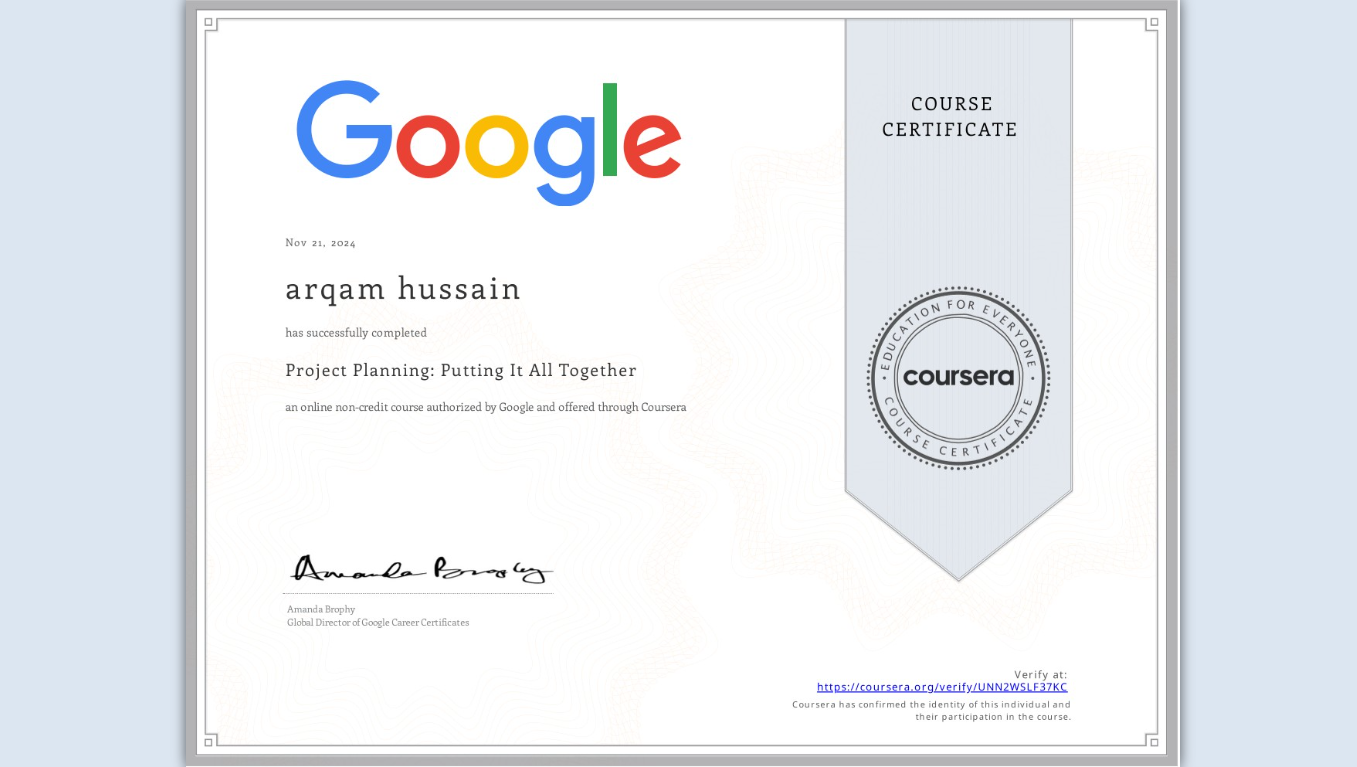 Google
COURSE
CERTIFICATE
Nov 21, 2024
arqam hussain
has successfully completed
Project Planning: Putting It All Together
an online non-credit course authorized by Google and offered through Coursera
EDUCATION FOR EVERYONE
coursera
COURSE CERTIFICATE
Amanda Brophy
Amanda Brophy
Global Director of Google Career Certificates
Verify at:
https://coursera.org/verify/UNN2WSLF37KC
Coursera has confirmed the identity of this individual and
their participation in the course.